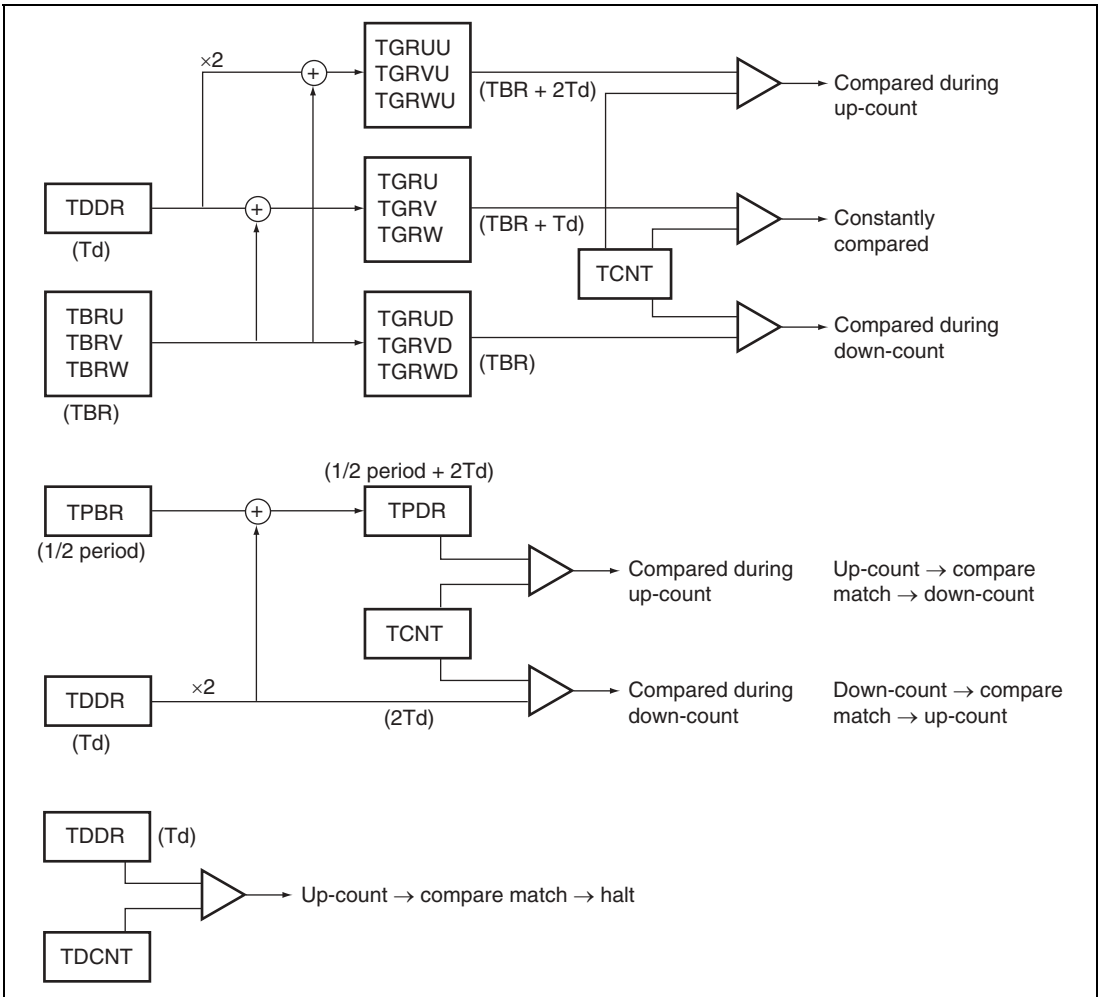 ×2
+
TGRUU
TGRVU
TGRWU
(TBR + 2Td)
Compared during
up-count
TDDR
(Td)
+
TGRU
TGRV
TGRW
(TBR + Td)
TCNT
Constantly
compared
TBRU
TBRV
TBRW
(TBR)
TGRUD
TGRVD
TGRWD
(TBR)
Compared during
down-count
TPBR
(1/2 period)
+
(1/2 period + 2Td)
TPDR
Compared during
up-count
Up-count → compare
match → down-count
TCNT
TDDR
(Td)
×2
(2Td)
Compared during
down-count
Down-count → compare
match → up-count
TDDR
(Td)
Up-count → compare match → halt
TDCNT